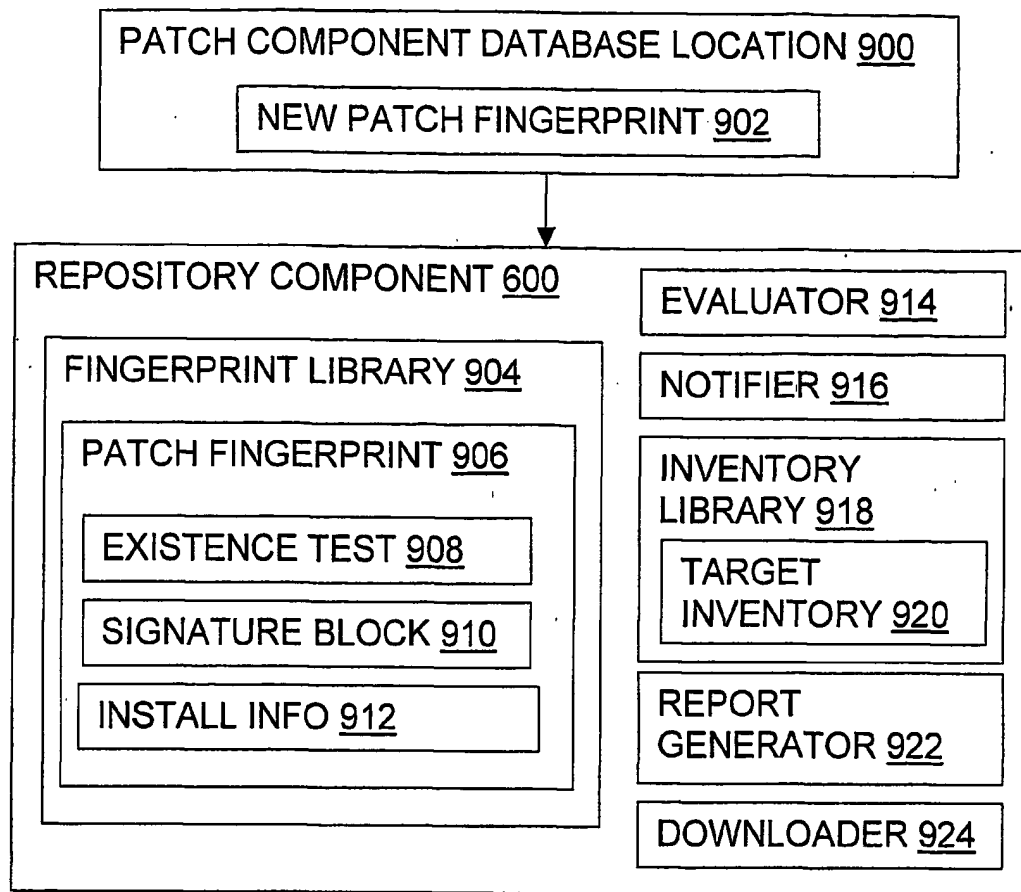 PATCH COMPONENT DATABASE LOCATION 900
NEW PATCH FINGERPRINT 902
REPOSITORY COMPONENT 600
FINGERPRINT LIBRARY 904
PATCH FINGERPRINT 906
EXISTENCE TEST 908
SIGNATURE BLOCK 910
INSTALL INFO 912
EVALUATOR 914
NOTIFIER 916
INVENTORY
LIBRARY 918
TARGET
INVENTORY 920
REPORT
GENERATOR 922
DOWNLOADER 924